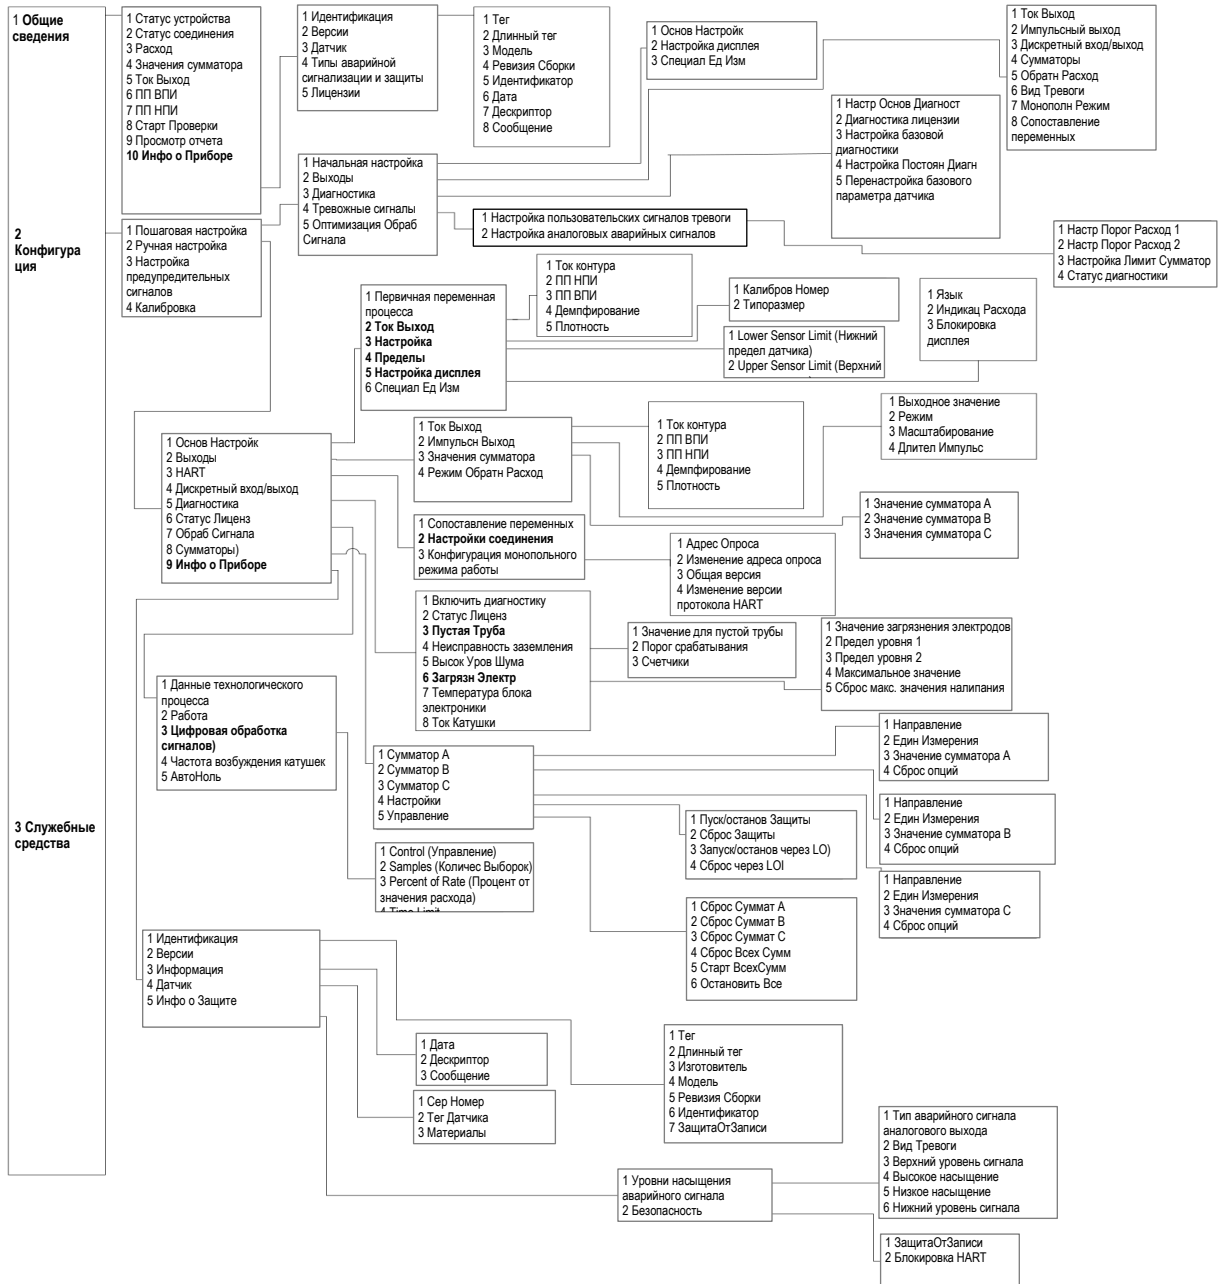 1 Общие
сведения
2
Конфигура
ция
3 Служебные
средства
1 Статус устройства
2 Статус соединения
3 Расход
4 Значения сумматора
5 Ток Выход
6 ПП ВПИ
7 ПП НПИ
8 Старт Проверки
9 Просмотр отчета
10 Инфо о Приборе
1 Идентификация
2 Версии
3 Датчик
4 Типы аварийной
сигнализации и защиты
5 Лицензии
1 Тег
2 Длинный тег
3 Модель
4 Ревизия Сборки
5 Идентификатор
6 Дата
7 Дескриптор
8 Сообщение
1 Основ Настройк
2 Настройка дисплея
3 Специал Ед Изм
1 Ток Выход
2 Импульсный выход
3 Дискретный вход/выход
4 Сумматоры
5 Обратн Расход
6 Вид Тревоги
7 Монополн Режим
8 Сопоставление
переменных
1 Настр Основ Диагност
2 Диагностика лицензии
3 Настройка базовой
диагностики
4 Настройка Постоян Диагн
5 Перенастройка базового
параметра датчика
1 Начальная настройка
2 Выходы
3 Диагностика
4 Тревожные сигналы
5 Оптимизация Обраб
Сигнала
1 Настройка пользовательских сигналов тревоги
2 Настройка аналоговых аварийных сигналов
1 Настр Порог Расход 1
2 Настр Порог Расход 2
3 Настройка Лимит Сумматор
4 Статус диагностики
1 Пошаговая настройка
2 Ручная настройка
3 Настройка
предупредительных
сигналов
4 Калибровка
1 Первичная переменная
процесса
2 Ток Выход
3 Настройка
4 Пределы
5 Настройка дисплея
6 Специал Ед Изм
1 Ток контура
2 ПП НПИ
3 ПП ВПИ
4 Демпфирование
5 Плотность
1 Калибров Номер
2 Типоразмер
1 Lower Sensor Limit (Нижний
предел датчика)
2 Upper Sensor Limit (Верхний
1 Язык
2 Индикац Расхода
3 Блокировка
дисплея
1 Основ Настройк
2 Выходы
3 HART
4 Дискретный вход/выход
5 Диагностика
6 Статус Лиценз
7 Обраб Сигнала
8 Сумматоры)
9 Инфо о Приборе
1 Ток Выход
2 Импульсн Выход
3 Значения сумматора
4 Режим Обратн Расход
1 Ток контура
2 ПП ВПИ
3 ПП НПИ
4 Демпфирование
5 Плотность
1 Выходное значение
2 Режим
3 Масштабирование
4 Длител Импульс
1 Значение сумматора A
2 Значение сумматора B
3 Значения сумматора C
1 Сопоставление переменных
2 Настройки соединения
3 Конфигурация монопольного
режима работы
1 Адрес Опроса
2 Изменение адреса опроса
3 Общая версия
4 Изменение версии
протокола HART
1 Включить диагностику
2 Статус Лиценз
3 Пустая Труба
4 Неисправность заземления
5 Высок Уров Шума
6 Загрязн Электр
7 Температура блока
электроники
8 Ток Катушки
1 Значение для пустой трубы
2 Порог срабатывания
3 Счетчики
1 Значение загрязнения электродов
2 Предел уровня 1
3 Предел уровня 2
4 Максимальное значение
5 Сброс макс. значения налипания
1 Данные технологического
процесса
2 Работа
3 Цифровая обработка
сигналов)
4 Частота возбуждения катушек
5 АвтоНоль
1 Сумматор A
2 Сумматор B
3 Сумматор C
4 Настройки
5 Управление
1 Направление
2 Един Измерения
3 Значение сумматора A
4 Сброс опций
1 Направление
2 Един Измерения
3 Значение сумматора B
4 Сброс опций
1 Направление
2 Един Измерения
3 Значения сумматора C
4 Сброс опций
1 Пуск/останов Защиты
2 Сброс Защиты
3 Запуск/останов через LO)
4 Сброс через LOI
1 Control (Управление)
2 Samples (Количес Выборок)
3 Percent of Rate (Процент от
значения расхода)
4 Time Limit
1 Сброс Суммат A
2 Сброс Суммат B
3 Сброс Суммат C
4 Сброс Всех Сумм
5 Старт ВсехСумм
6 Остановить Все
1 Идентификация
2 Версии
3 Информация
4 Датчик
5 Инфо о Защите
1 Дата
2 Дескриптор
3 Сообщение
1 Сер Номер
2 Тег Датчика
3 Материалы
1 Тег
2 Длинный тег
3 Изготовитель
4 Модель
5 Ревизия Сборки
6 Идентификатор
7 ЗащитаОтЗаписи
1 Уровни насыщения
аварийного сигнала
2 Безопасность
1 Тип аварийного сигнала
аналогового выхода
2 Вид Тревоги
3 Верхний уровень сигнала
4 Высокое насыщение
5 Низкое насыщение
6 Нижний уровень сигнала
1 ЗащитаОтЗаписи
2 Блокировка HART